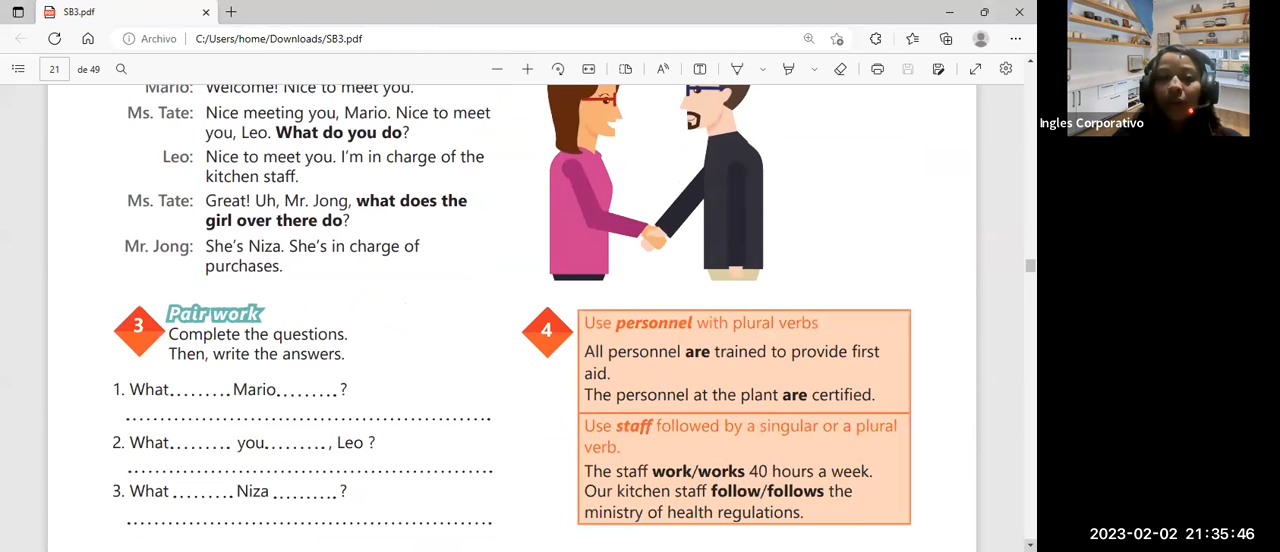 SB3.pdf
Archivo
C:/Users/home/Downloads/SB3.pdf
21
de 49
Mario: Welcome! Nice to meet you.
Ms. Tate: Nice meeting you, Mario. Nice to meet
you, Leo. What do you do?
Leo: Nice to meet you. I'm in charge of the
kitchen staff.
Ms. Tate: Great! Uh, Mr. Jong, what does the
girl over there do?
Mr. Jong: She's Niza. She's in charge of
purchases.
3
Pair work
Complete the questions.
Then, write the answers.
1. What.........Mario.........?
2. What......... you........., Leo ?
3. What ......... Niza .........?
4
Use personnel with plural verbs
All personnel are trained to provide first
aid.
The personnel at the plant are certified.
Use staff followed by a singular or a plural
verb.
The staff work/works 40 hours a week.
Our kitchen staff follow/follows the
ministry of health regulations.
Ingles Corporativo
2023-02-02 21:35:46